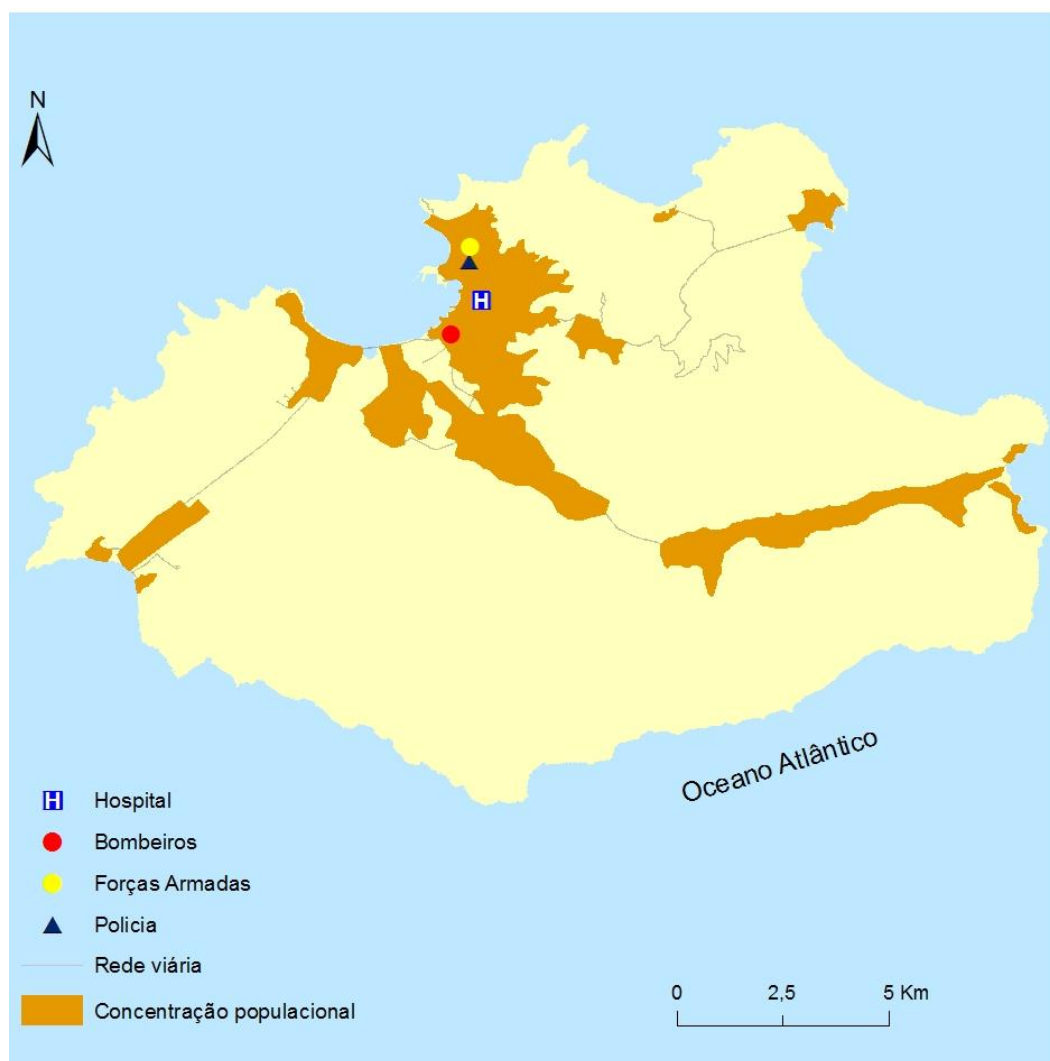 N
H
Oceano Atlântico
H Hospital
Bombeiros
Forças Armadas
Policia
Rede viária
Concentração populacional
0 2,5 5 Km